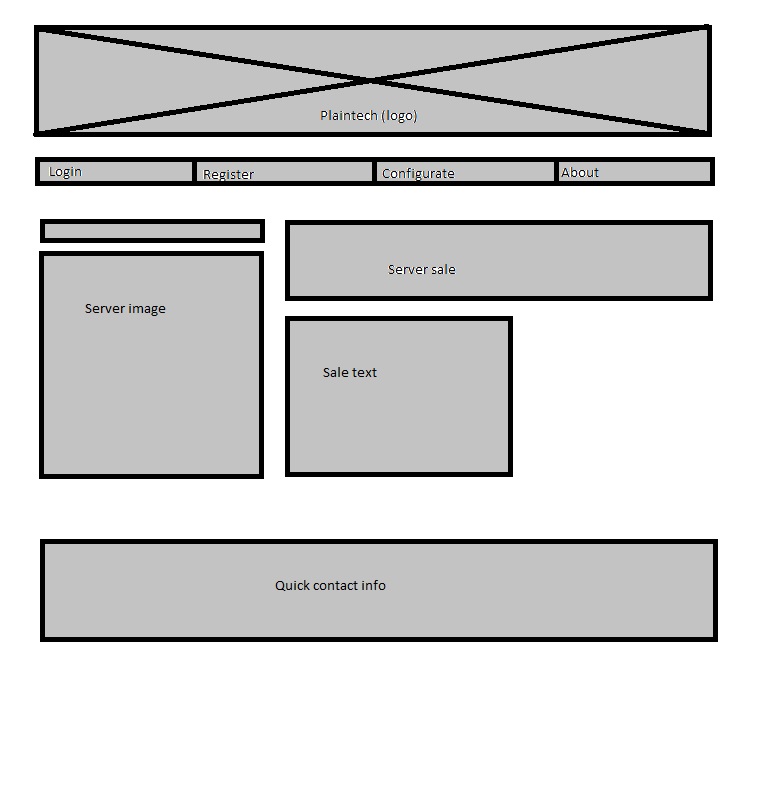 Plaintech (logo)
Login
Register
Configurate
About
Server sale
Server image
Sale text
Quick contact info